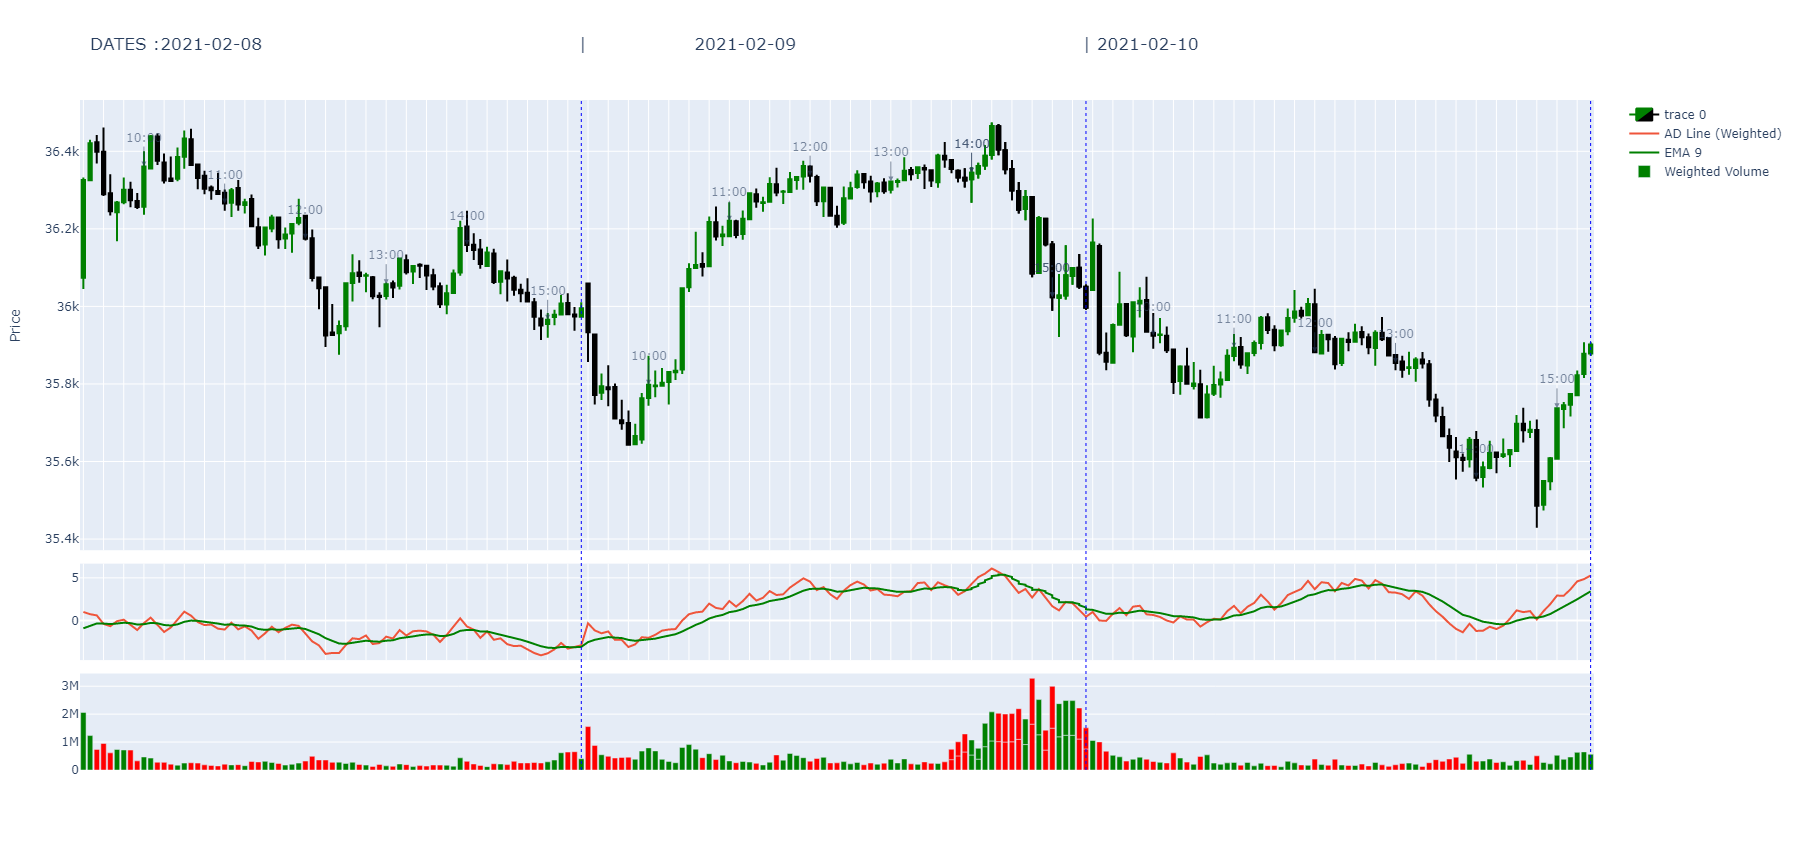 DATES :2021-02-08 | 2021-02-09 | 2021-02-10
trace 0
AD Line (Weighted)
EMA 9
Weighted Volume
Price
36.4k
36.2k
36k
35.8k
35.6k
35.4k
10:00
11:00
12:00
13:00
14:00
15:00
10:00
11:00
12:00
13:00
14:00
11:00
15:00
5
0
3M
2M
1M
0